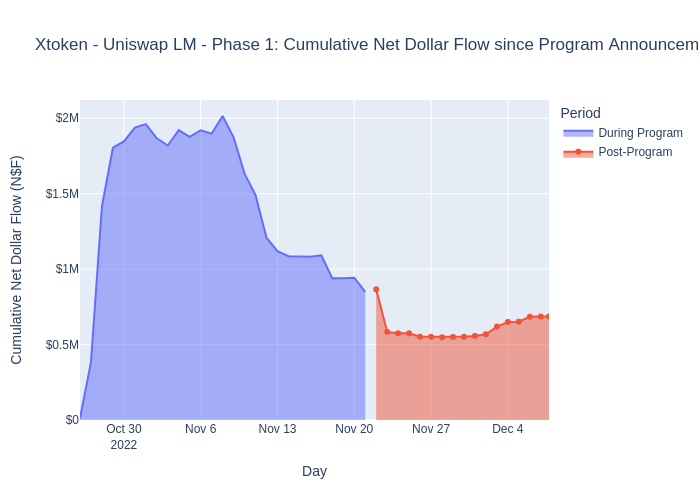 Xtoken - Uniswap LM - Phase 1: Cumulative Net Dollar Flow since Program Announcem
Period
During Program
Post-Program
Cumulative Net Dollar Flow (N$F)
$2M
$1.5M
$1M
$0.5M
$0
Oct 30
2022
Nov 6
Nov 13
Nov 20
Nov 27
Dec 4
Day